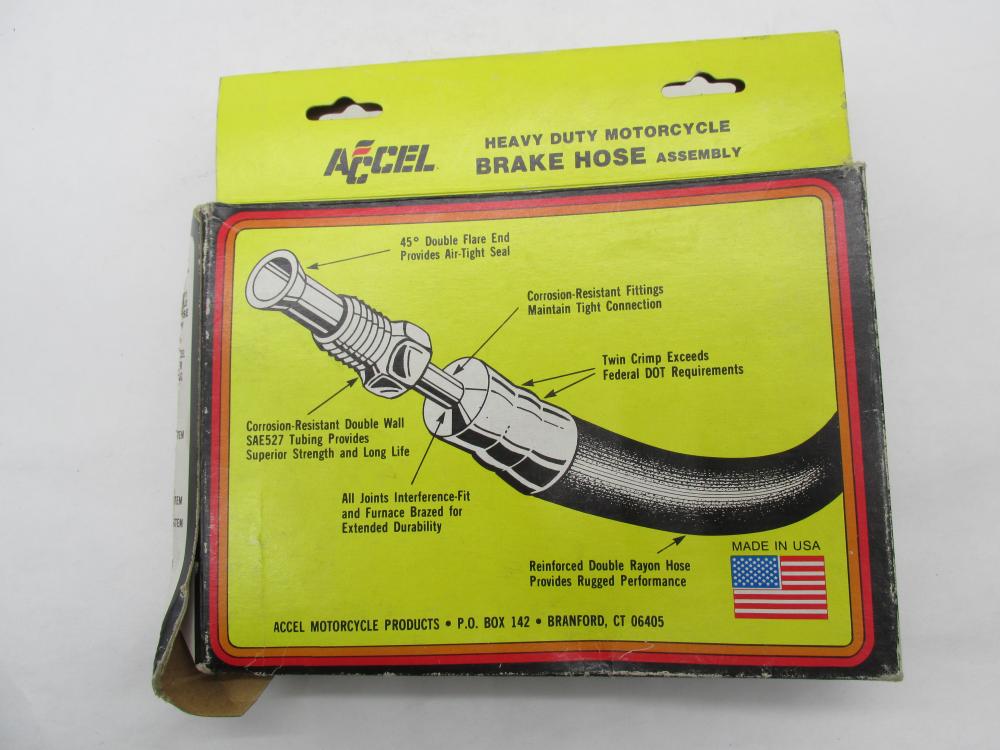 ACCEL
HEAVY DUTY MOTORCYCLE
BRAKE HOSE ASSEMBLY
45° Double Flare End
Provides Air-Tight Seal
Corrosion-Resistant Fittings
Maintain Tight Connection
Twin Crimp Exceeds
Federal DOT Requirements
Corrosion-Resistant Double Wall
SAE527 Tubing Provides
Superior Strength and Long Life
All Joints Interference-Fit
and Furnace Brazed for
Extended Durability
Reinforced Double Rayon Hose
Provides Rugged Performance
MADE IN USA
ACCEL MOTORCYCLE PRODUCTS • P.O. BOX 142 • BRANFORD, CT 06405